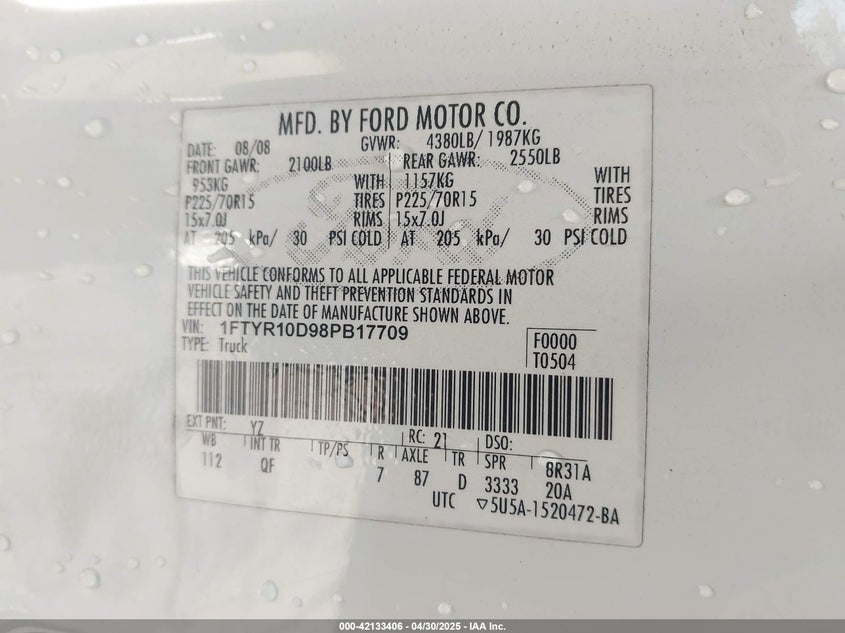 MFD. BY FORD MOTOR CO.
DATE: 08/08 GVWR: 4380LB/ 1987KG
FRONT GAWR: 2100LB REAR GAWR: 2550LB
953KG WITH 1157KG WITH
P225/70R15 TIRES P225/70R15 TIRES
15x7.0J RIMS 15x7.0J RIMS
AT 205 kPa/ 30 PSI COLD AT 205 kPa/ 30 PSI COLD
Ford
THIS VEHICLE CONFORMS TO ALL APPLICABLE FEDERAL MOTOR
VEHICLE SAFETY AND THEFT PREVENTION STANDARDS IN
EFFECT ON THE DATE OF MANUFACTURE SHOWN ABOVE.
VIN: 1FTYR10D98PB17709
TYPE: Truck
F0000
T0504
EXT PNT: YZ RC: 21 DSO:
WB INT TR TP/PS R AXLE TR SPR 8R31A
112 QF 7 87 D 3333 20A
UTC ▽5U5A-1520472-BA
000-42133406 - 04/30/2025 - IAA Inc.